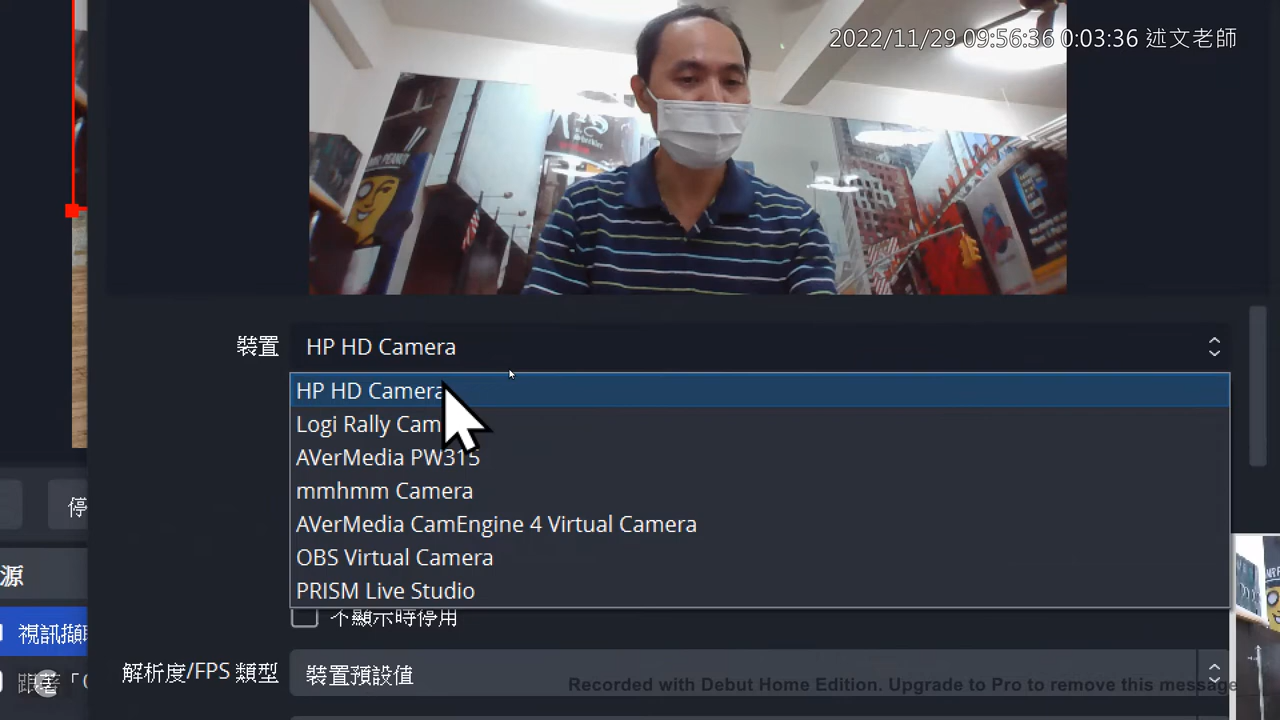 2022/11/29 09:56:36 0:03:36 述文老師
裝置
HP HD Camera
HP HD Camera
Logi Rally Cam
AVerMedia PW315
mmhmm Camera
AVerMedia CamEngine 4 Virtual Camera
OBS Virtual Camera
PRISM Live Studio
停
源
不顯示時停用
視訊擷
解析度/FPS 類型
裝置預設值
跟著「
Recorded with Debut Home Edition. Upgrade to Pro to remove this message